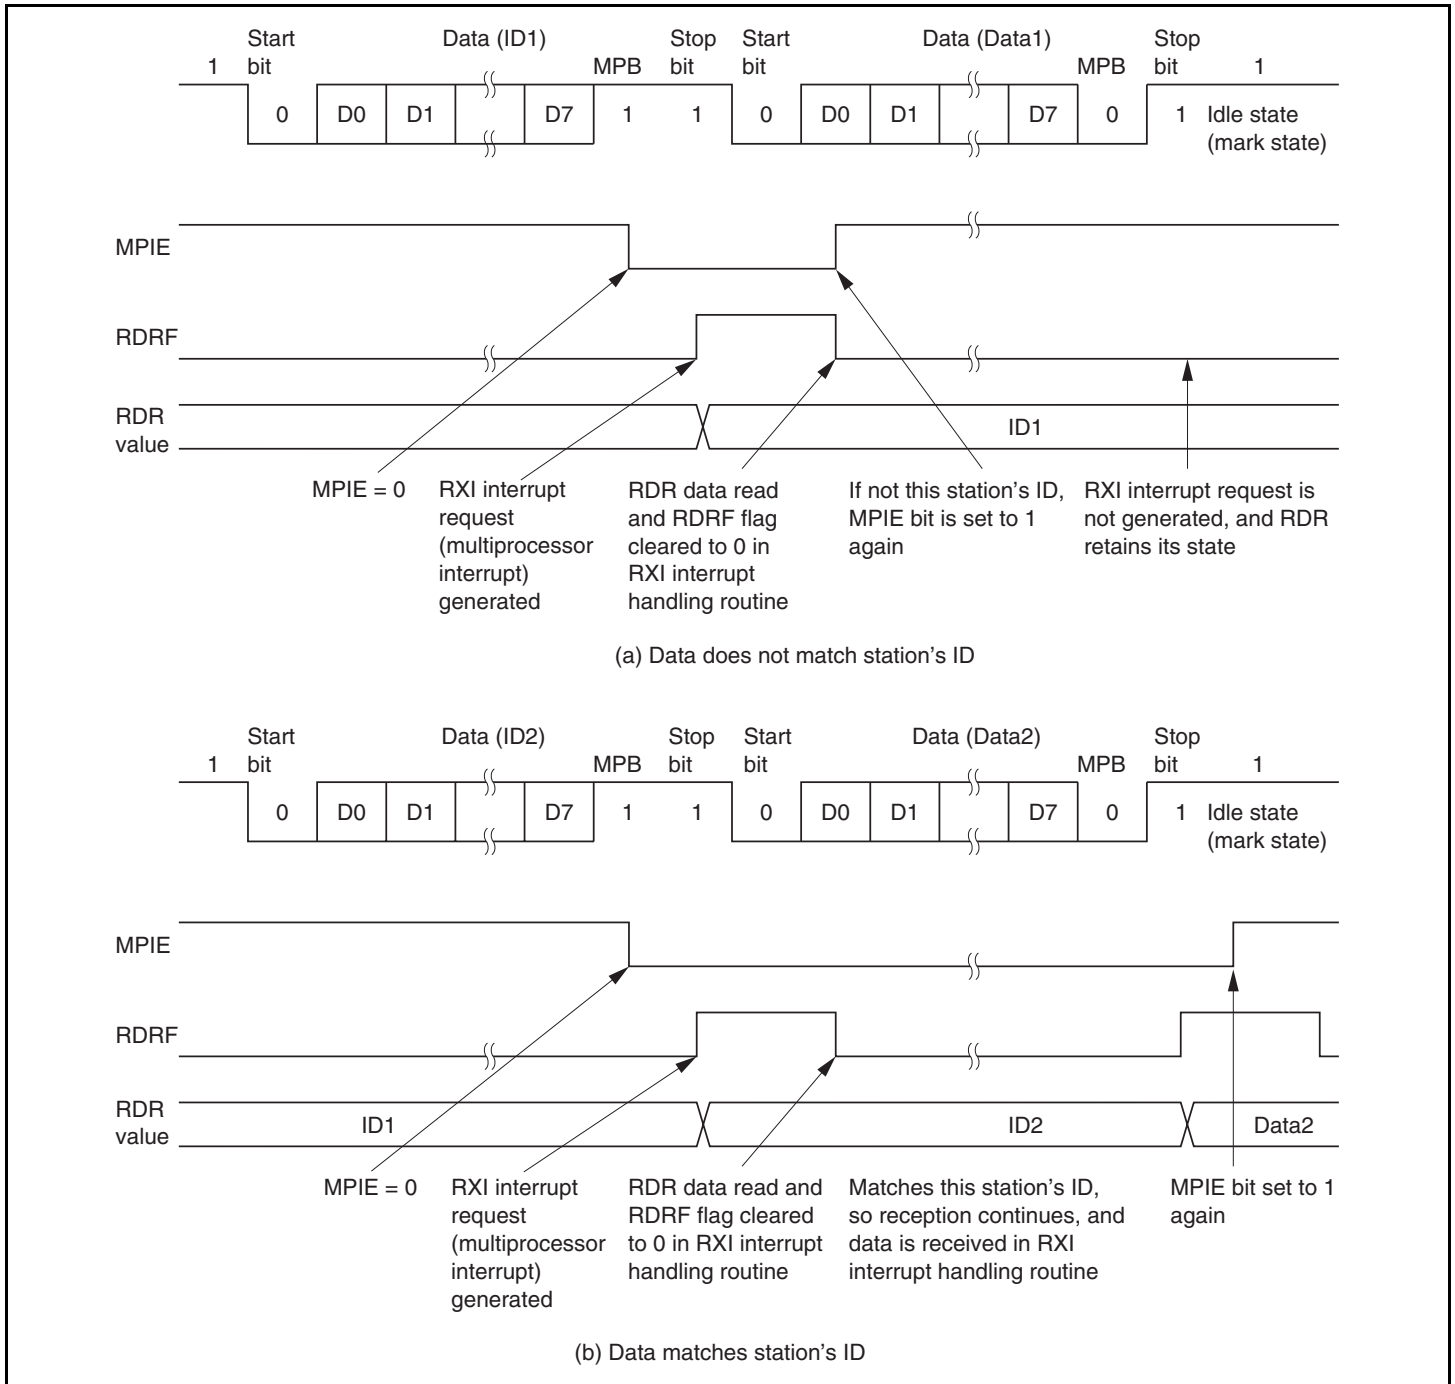 Start Data (ID1) Stop Start Data (Data1) Stop
1 bit MPB bit bit MPB bit 1
0 D0 D1 D7 1 1 0 D0 D1 D7 0 1 Idle state
(mark state)
MPIE
RDRF
RDR
value
ID1
MPIE = 0
RXI interrupt
request
(multiprocessor
interrupt)
generated
RDR data read
and RDRF flag
cleared to 0 in
RXI interrupt
handling routine
If not this station's ID,
MPIE bit is set to 1
again
RXI interrupt request is
not generated, and RDR
retains its state
(a) Data does not match station's ID
Start Data (ID2) Stop Start Data (Data2) Stop
1 bit MPB bit bit MPB bit 1
0 D0 D1 D7 1 1 0 D0 D1 D7 0 1 Idle state
(mark state)
MPIE
RDRF
RDR
value
ID1 ID2 Data2
MPIE = 0
RXI interrupt
request
(multiprocessor
interrupt)
generated
RDR data read and
RDRF flag cleared
to 0 in RXI interrupt
handling routine
Matches this station's ID,
so reception continues, and
data is received in RXI
interrupt handling routine
MPIE bit set to 1
again
(b) Data matches station's ID